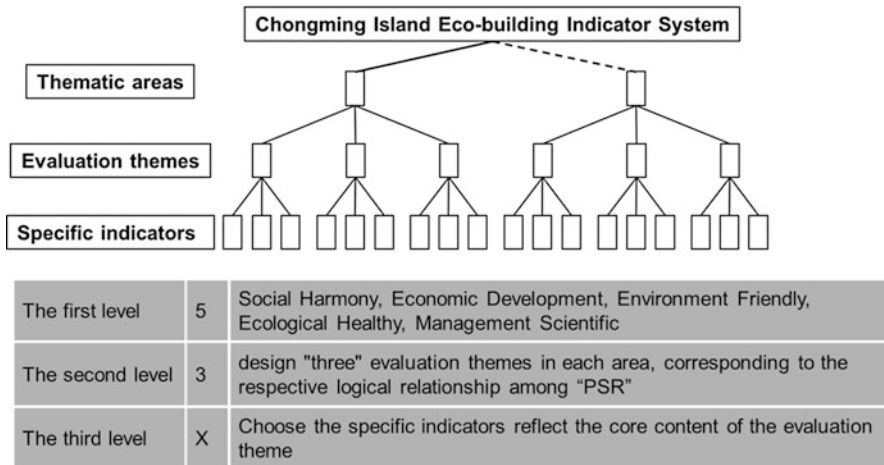 Chongming Island Eco-building Indicator System
Thematic areas
Evaluation themes
Specific indicators
The first level 5 Social Harmony, Economic Development, Environment Friendly,
Ecological Healthy, Management Scientific
The second level 3 design "three" evaluation themes in each area, corresponding to the
respective logical relationship among “PSR”
The third level X Choose the specific indicators reflect the core content of the evaluation
theme